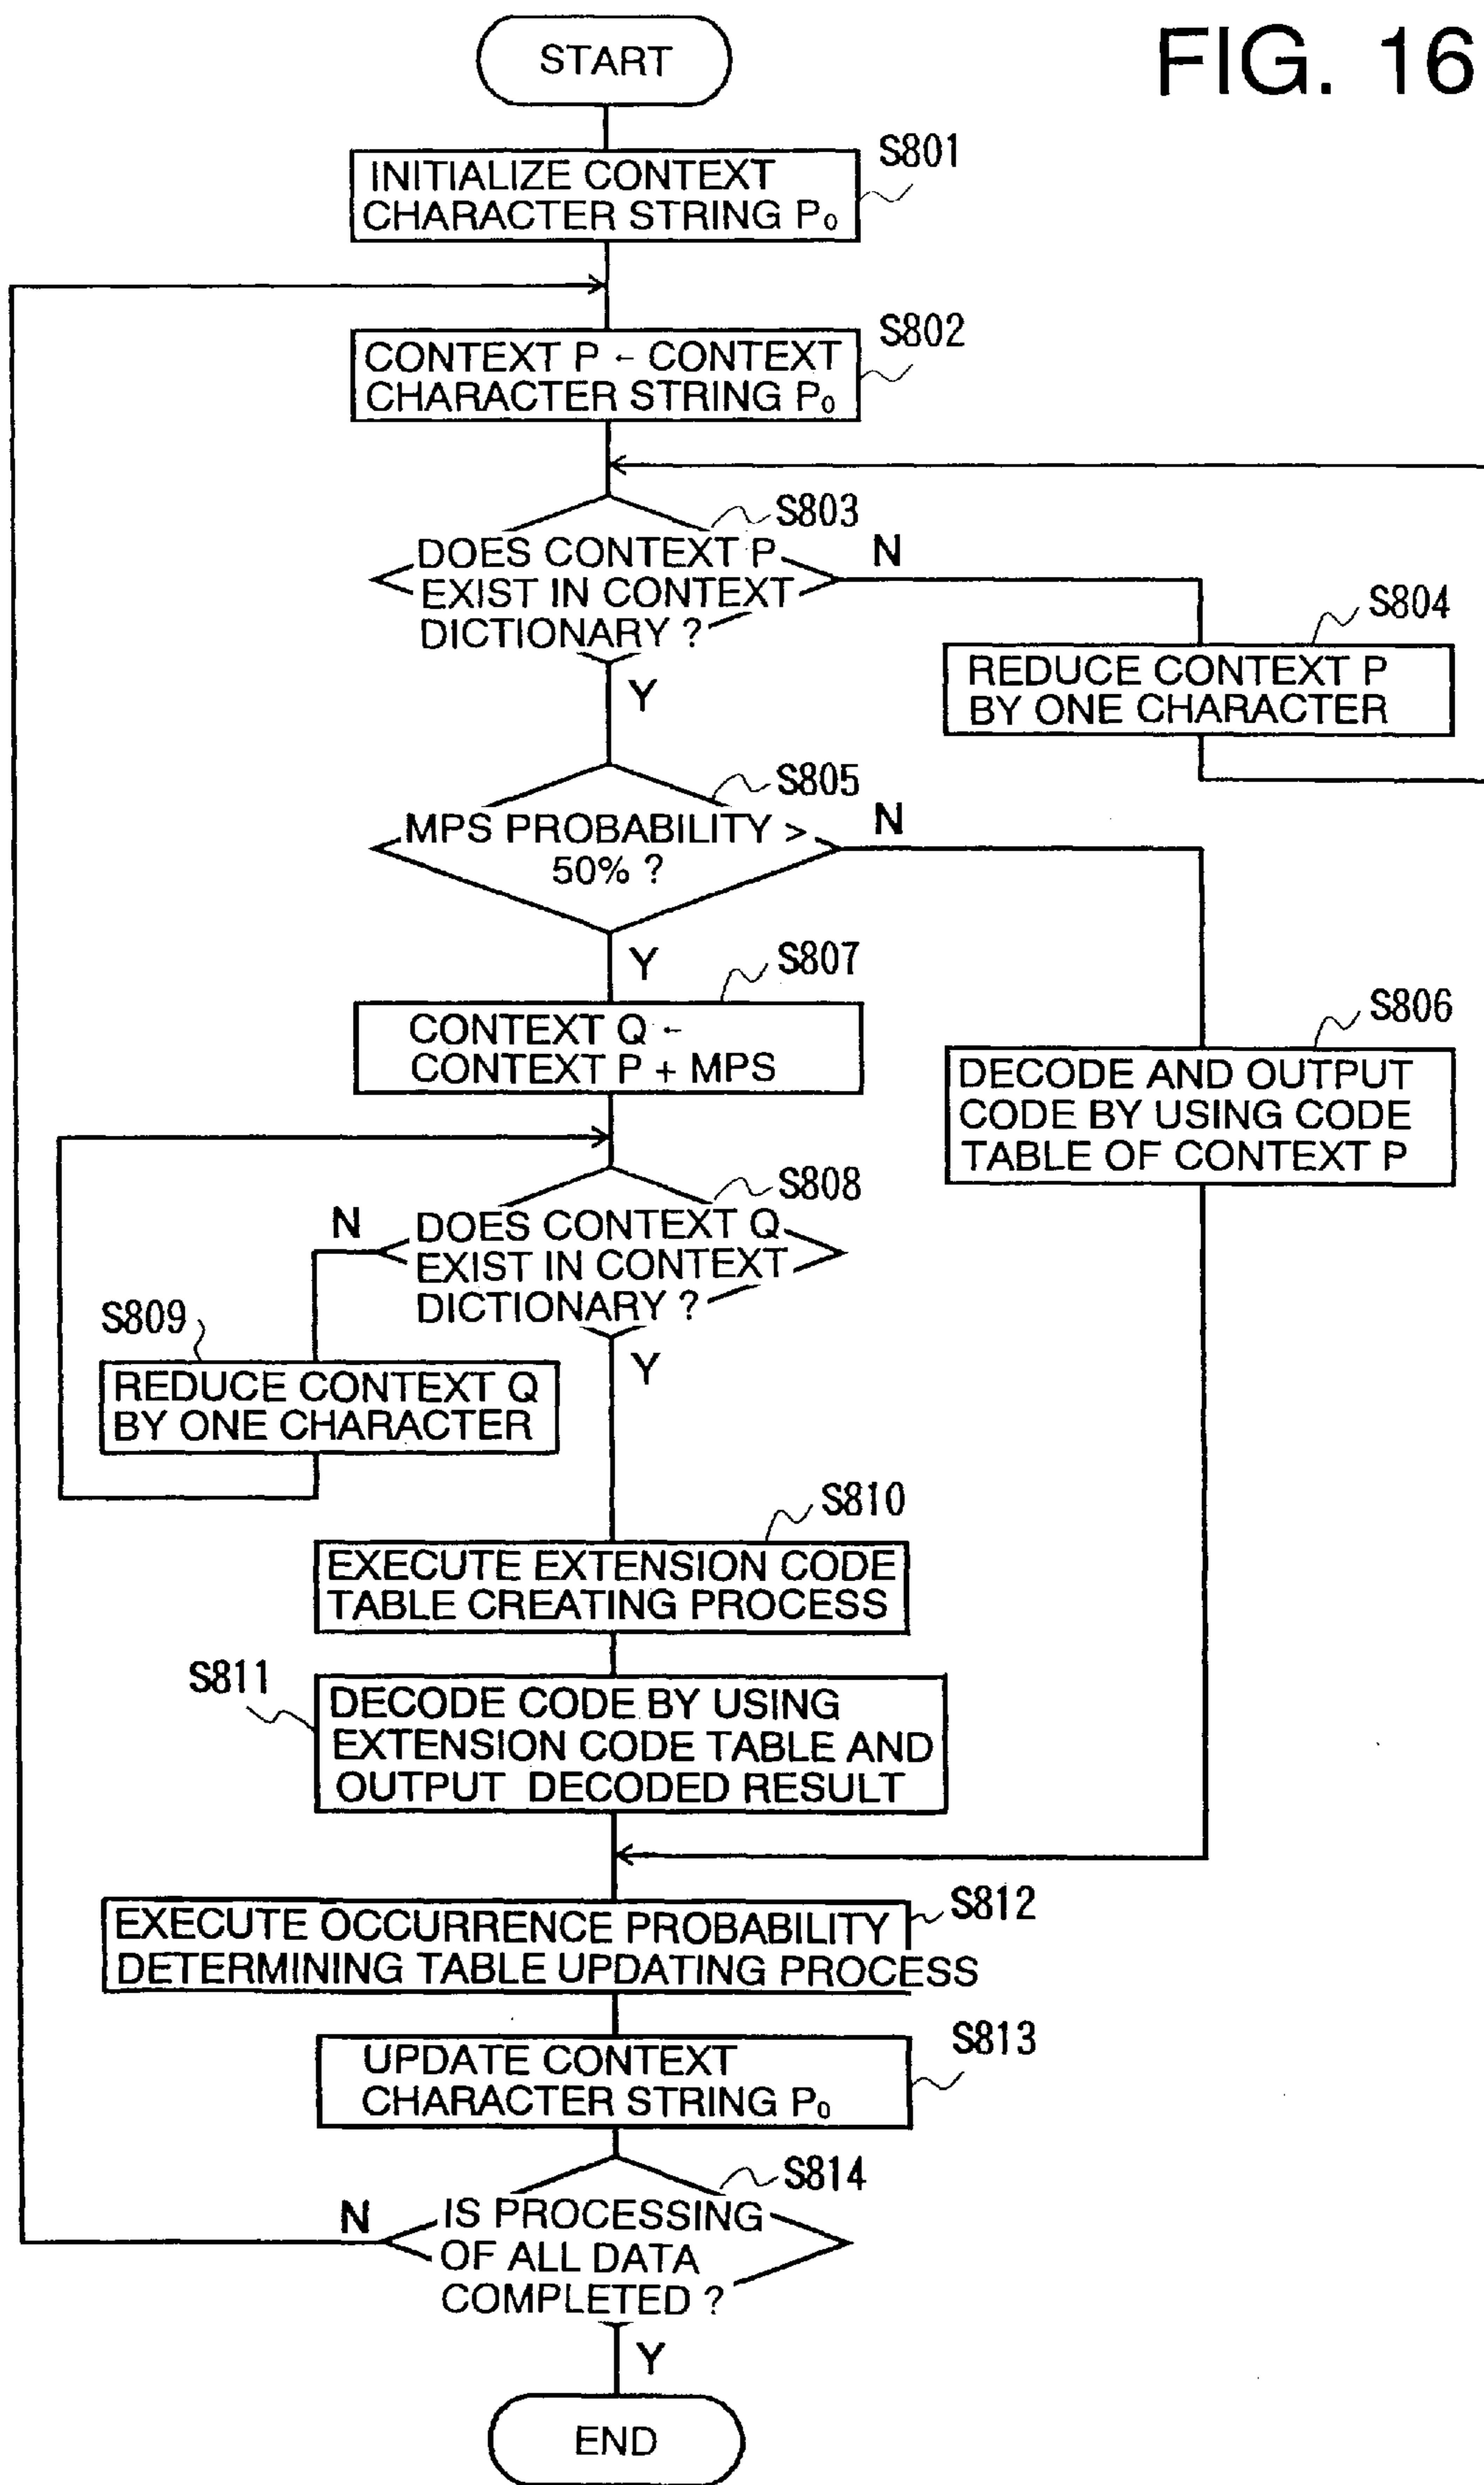 FIG. 16
START
S801
INITIALIZE CONTEXT
CHARACTER STRING P₀
S802
CONTEXT P ← CONTEXT
CHARACTER STRING P₀
S803
DOES CONTEXT P
EXIST IN CONTEXT
DICTIONARY ?
N
Y
S804
REDUCE CONTEXT P
BY ONE CHARACTER
S805
MPS PROBABILITY >
50% ?
N
Y
S807
CONTEXT Q ←
CONTEXT P + MPS
S806
DECODE AND OUTPUT
CODE BY USING CODE
TABLE OF CONTEXT P
S808
N
DOES CONTEXT Q
EXIST IN CONTEXT
DICTIONARY ?
Y
S809
REDUCE CONTEXT Q
BY ONE CHARACTER
S810
EXECUTE EXTENSION CODE
TABLE CREATING PROCESS
S811
DECODE CODE BY USING
EXTENSION CODE TABLE AND
OUTPUT DECODED RESULT
S812
EXECUTE OCCURRENCE PROBABILITY
DETERMINING TABLE UPDATING PROCESS
S813
UPDATE CONTEXT
CHARACTER STRING P₀
S814
N
IS PROCESSING
OF ALL DATA
COMPLETED ?
Y
END